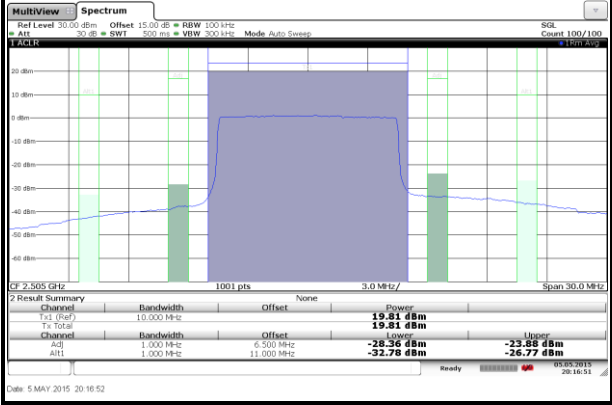 MultiView Spectrum
Ref Level 30.00 dBm Offset 15.00 dB RBW 100 kHz SGL
Att 30 dB SWT 500 ms VBW 300 kHz Mode Auto Sweep Count 100/100
1 ACLR 1Rm Avg
20 dBm
10 dBm
0 dBm
-10 dBm
-20 dBm
-30 dBm
-40 dBm
-50 dBm
-60 dBm
CF 2.505 GHz 1001 pts 3.0 MHz/ Span 30.0 MHz
2 Result Summary None
Channel Bandwidth Offset Power
Tx1 (Ref) 10.000 MHz 19.81 dBm
Tx Total 19.81 dBm
Channel Bandwidth Offset Lower Upper
Adj 1.000 MHz 6.500 MHz -28.36 dBm -23.88 dBm
Alt1 1.000 MHz 11.000 MHz -32.78 dBm -26.77 dBm
Ready 05.05.2015
20:16:51
Date: 5.MAY.2015 20:16:52